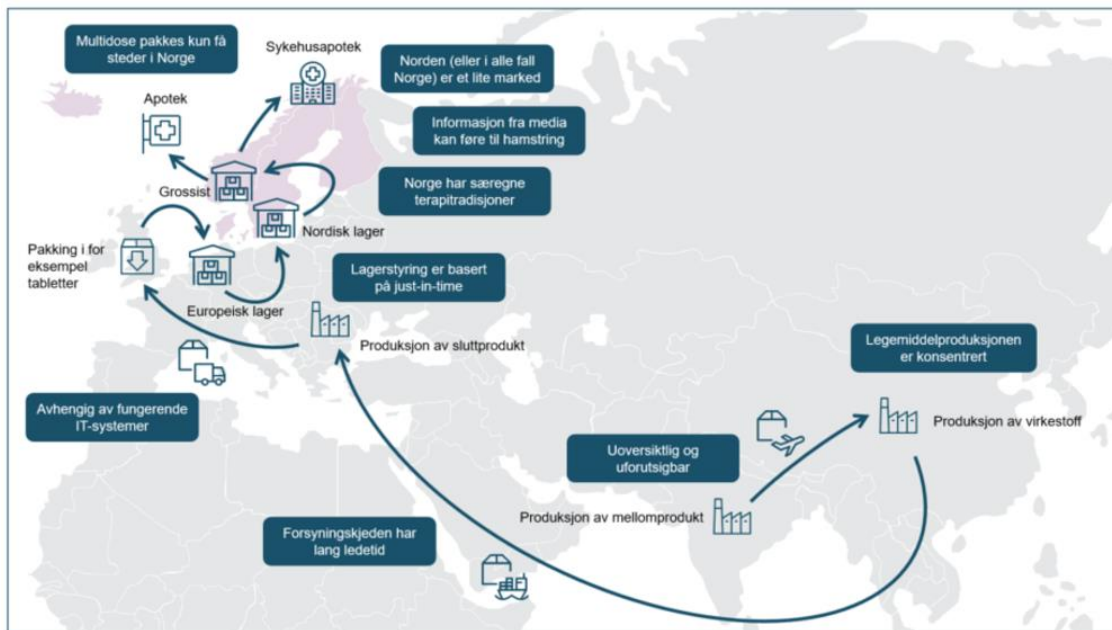 Multidose pakkes kun få
steder i Norge
Sykehusapotek
Norden (eller i alle fall
Norge) er et lite marked
Apotek
Informasjon fra media
kan føre til hamstring
Grossist
Norge har særegne
terapitradisjoner
Nordisk lager
Pakking i for
eksempel
tabletter
Europeisk lager
Lagerstyring er basert
på just-in-time
Produksjon av sluttprodukt
Legemiddelproduksjonen
er konsentrert
Avhengig av fungerende
IT-systemer
Produksjon av virkestoff
Uoversiktlig og
uforutsigbar
Produksjon av mellomprodukt
Forsyningskjeden har
lang ledetid